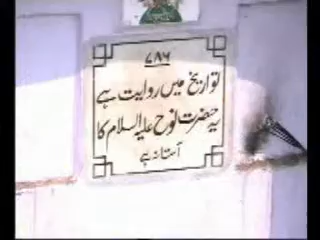 ۷۸۶
تواریخ میں روایت ہے
یہ حضرت نوح علیہ السلام کا
آستانہ ہے